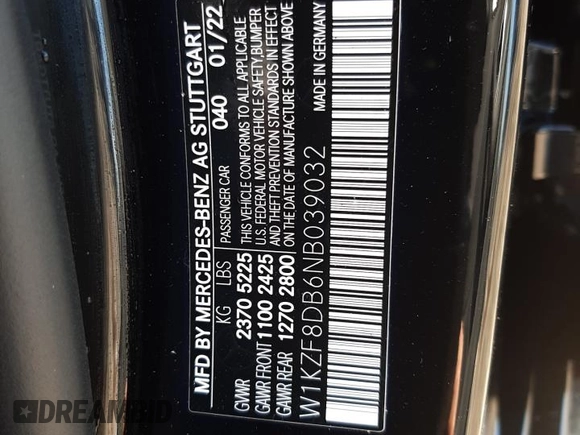 MFD BY MERCEDES-BENZ AG STUTTGART
040 01/22
KG LBS PASSENGER CAR
GVWR 2370 5225
GAWR FRONT 1100 2425
GAWR REAR 1270 2800
THIS VEHICLE CONFORMS TO ALL APPLICABLE
U.S. FEDERAL MOTOR VEHICLE SAFETY,BUMPER
AND THEFT PREVENTION STANDARDS IN EFFECT
ON THE DATE OF MANUFACTURE SHOWN ABOVE
MADE IN GERMANY
W1KZF8DB6NB039032
DREAMBID